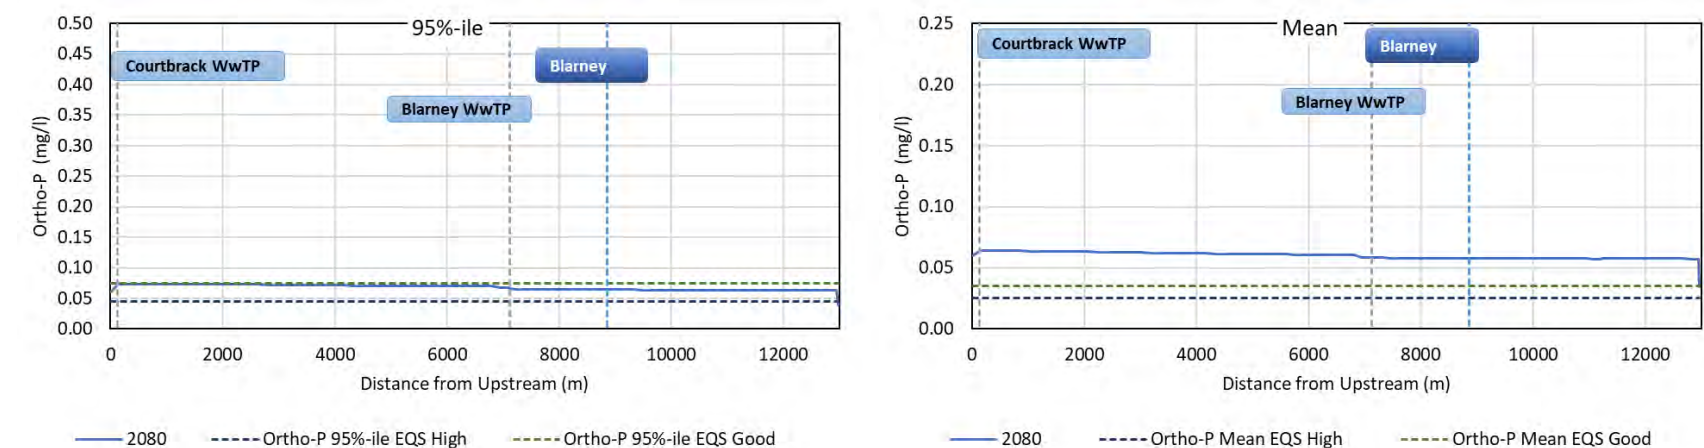 95%-ile
0.50
0.45
0.40
0.35
0.30
0.25
0.20
0.15
0.10
0.05
0.00
Ortho-P (mg/l)
Courtbrack WwTP
Blarney WwTP
Blarney
0 2000 4000 6000 8000 10000 12000
Distance from Upstream (m)
2080 Ortho-P 95%-ile EQS High Ortho-P 95%-ile EQS Good
Mean
0.25
0.20
0.15
0.10
0.05
0.00
Ortho-P (mg/l)
Courtbrack WwTP
Blarney
Blarney WwTP
0 2000 4000 6000 8000 10000 12000
Distance from Upstream (m)
2080 Ortho-P Mean EQS High Ortho-P Mean EQS Good